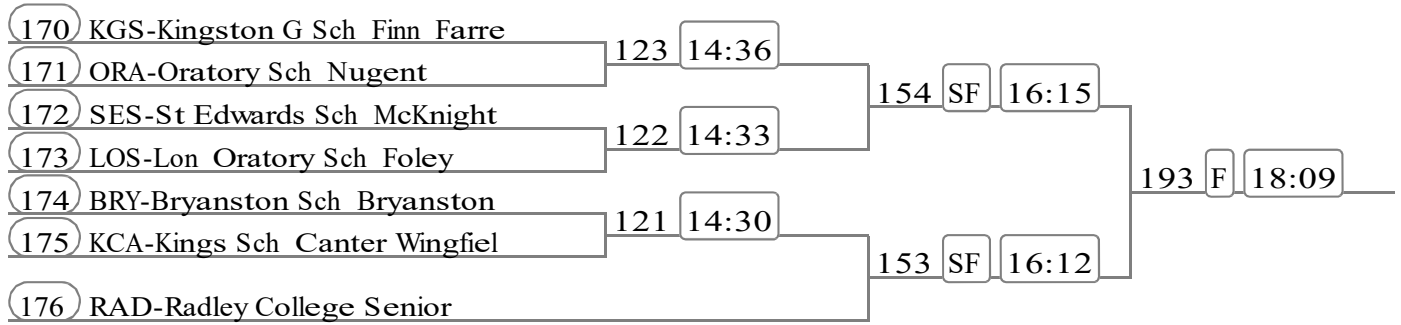 170 KGS-Kingston G Sch Finn Farre
123 14:36
171 ORA-Oratory Sch Nugent
154 SF 16:15
172 SES-St Edwards Sch McKnight
122 14:33
173 LOS-Lon Oratory Sch Foley
193 F 18:09
174 BRY-Bryanston Sch Bryanston
121 14:30
175 KCA-Kings Sch Canter Wingfiel
153 SF 16:12
176 RAD-Radley College Senior